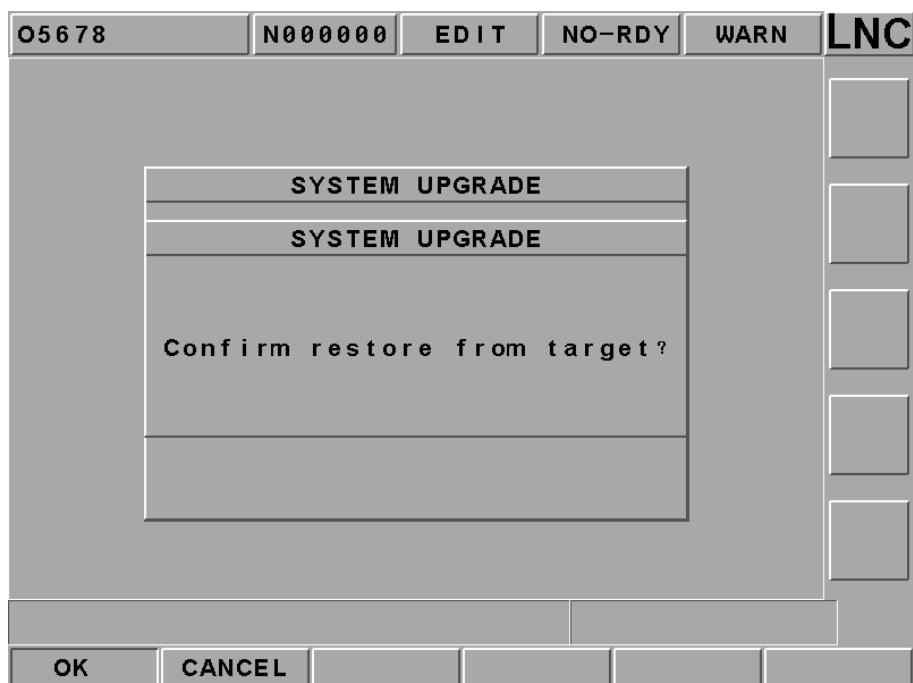 O5678 N000000 EDIT NO-RDY WARN LNC
SYSTEM UPGRADE
SYSTEM UPGRADE
Confirm restore from target?
OK CANCEL